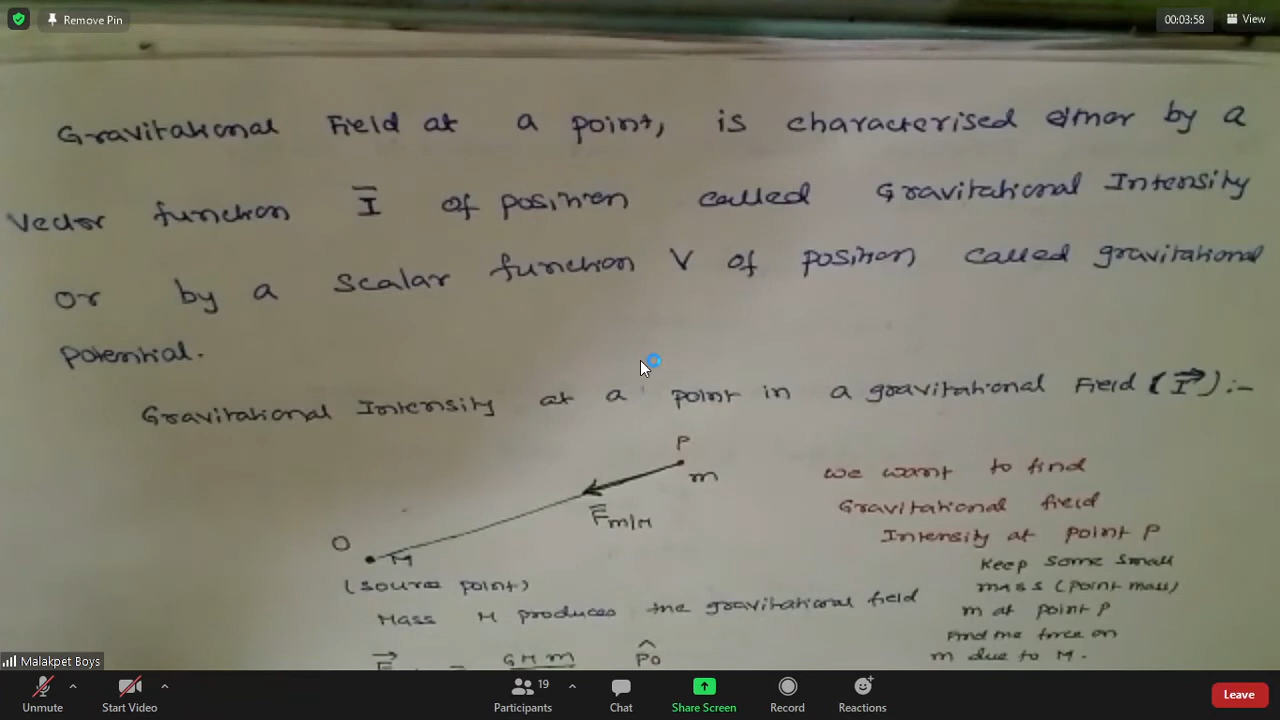 Remove Pin
00:03:58
View
Gravitational Field at a point, is characterised either by a
vector function I of position called Gravitational Intensity
or by a scalar function V of position called gravitational
potential.
Gravitational Intensity at a point in a gravitational Field (I) :-
P
m
F m/M
O
M
(source point)
Mass M produces the gravitational field
F = GMm PO
we want to find
Gravitational field
Intensity at point P
Keep some small
mass (point mass)
m at point P
Find the force on
m due to M.
Malakpet Boys
Unmute
Start Video
19
Participants
Chat
Share Screen
Record
Reactions
Leave